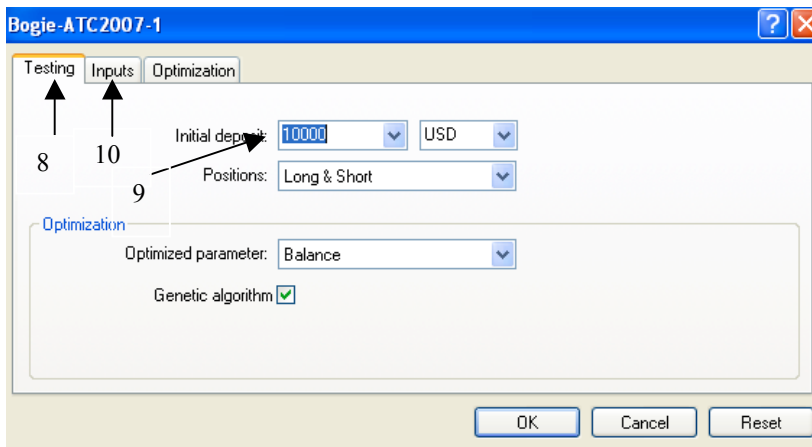 Bogie-ATC2007-1
Testing Inputs Optimization
Initial deposit: 10000 USD
8 10
Positions: Long & Short
9
Optimization
Optimized parameter: Balance
Genetic algorithm
OK Cancel Reset